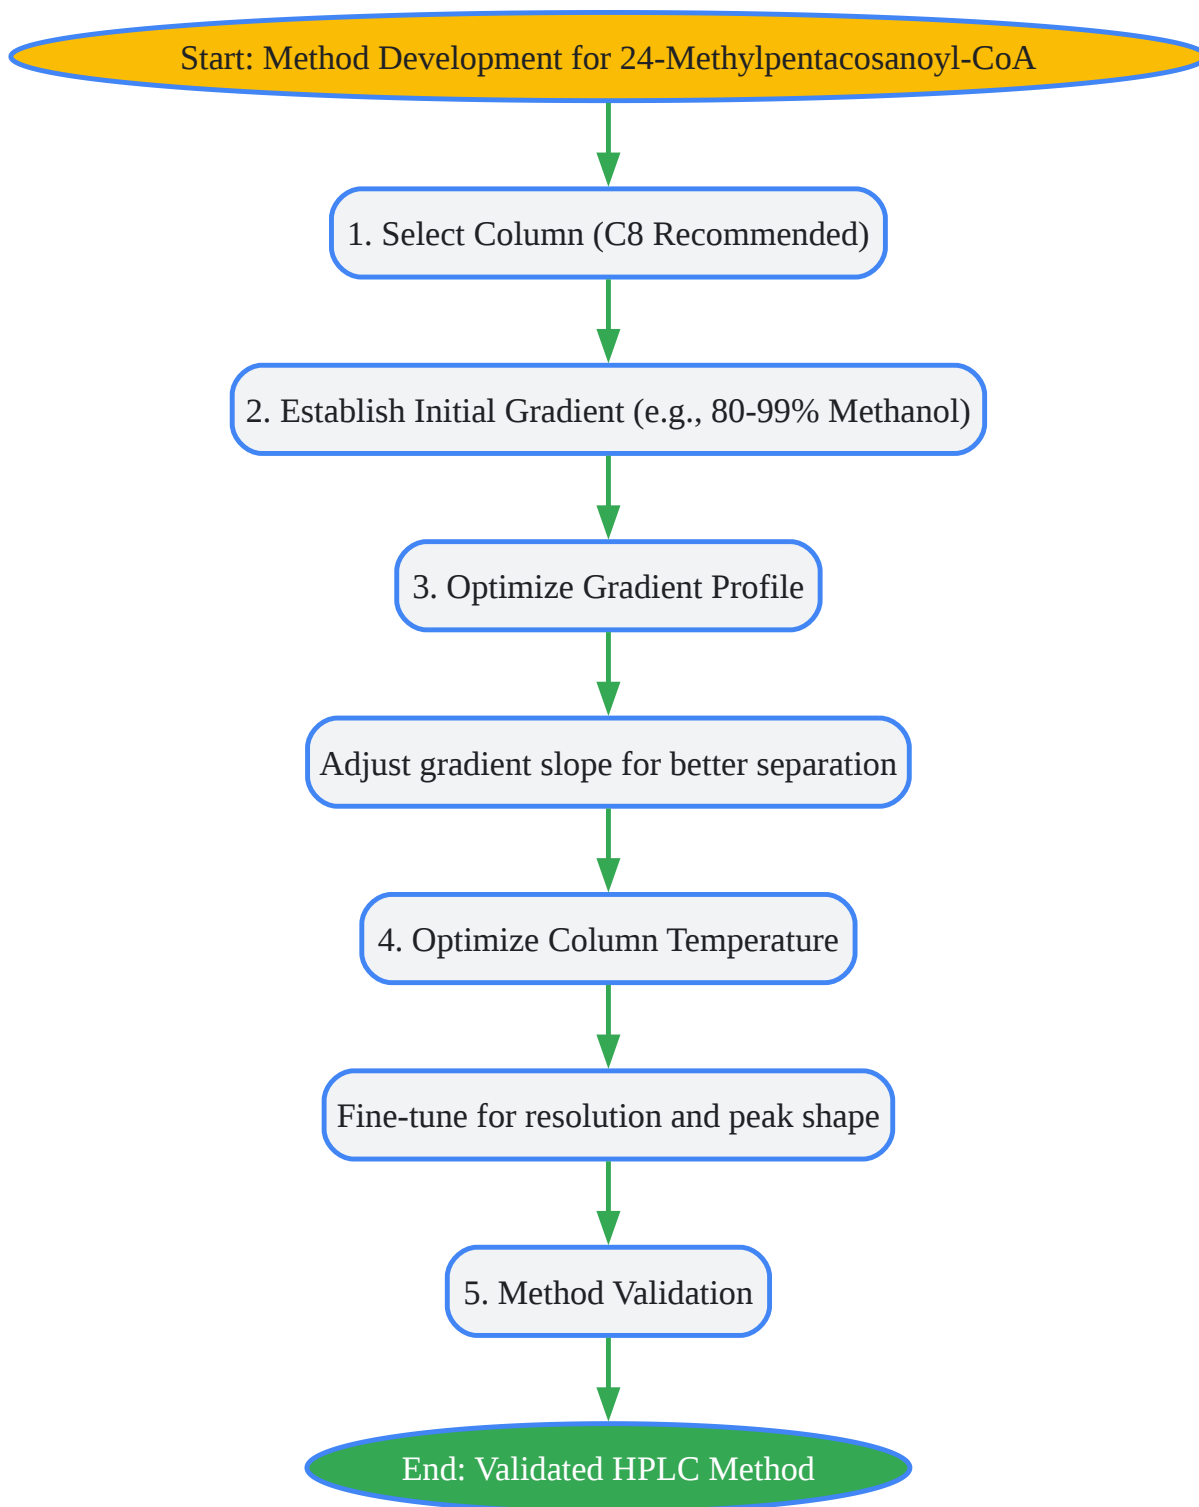 Start: Method Development for 24-Methylpentacosanoyl-CoA
1. Select Column (C8 Recommended)
2. Establish Initial Gradient (e.g., 80-99% Methanol)
3. Optimize Gradient Profile
Adjust gradient slope for better separation
4. Optimize Column Temperature
Fine-tune for resolution and peak shape
5. Method Validation
End: Validated HPLC Method